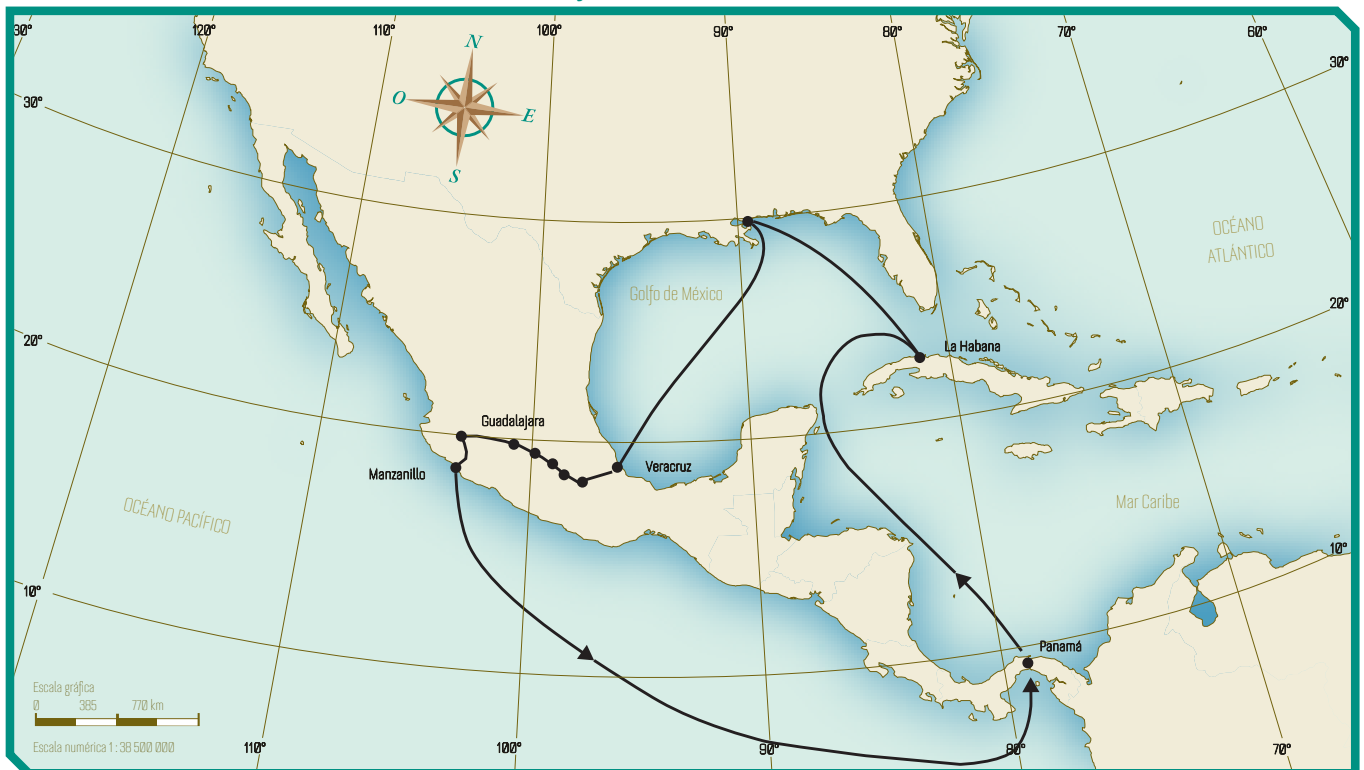 30°
120°
110°
100°
90°
80°
70°
60°
30°
N
O
E
S
30°
OCÉANO
ATLÁNTICO
Golfo de México
20°
20°
La Habana
Guadalajara
Manzanillo
Veracruz
Mar Caribe
OCÉANO PACÍFICO
10°
10°
Panamá
Escala gráfica
0 385 770 km
Escala numérica 1 : 38 500 000
110°
100°
90°
80°
70°